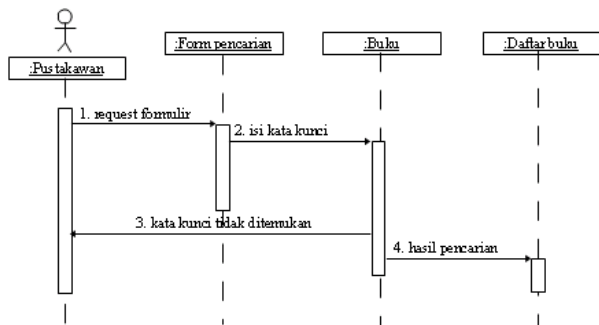 :Pustakawan
:Form pencarian
:Buku
:Daftar buku
1. request formulir
2. isi kata kunci
3. kata kunci tidak ditemukan
4. hasil pencarian